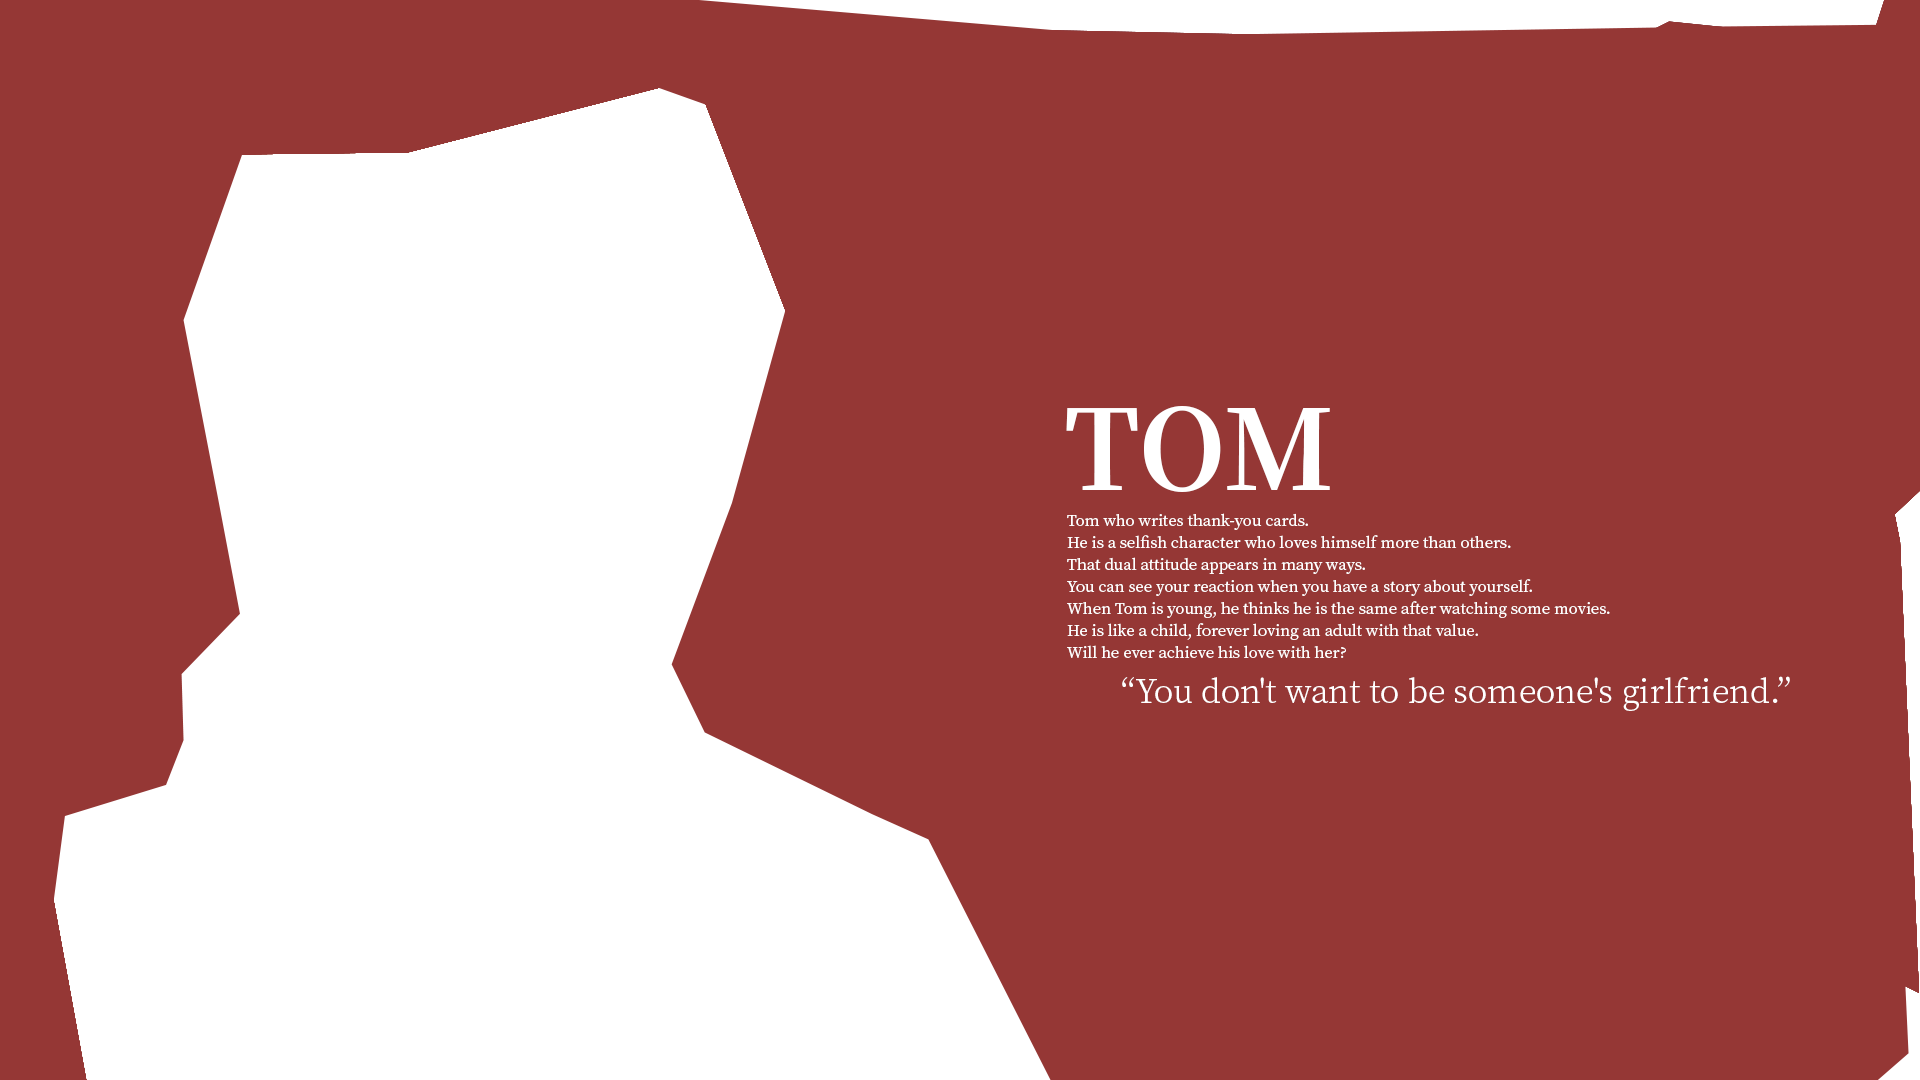 TOM
Tom who writes thank-you cards.
He is a selfish character who loves himself more than others.
That dual attitude appears in many ways.
You can see your reaction when you have a story about yourself.
When Tom is young, he thinks he is the same after watching some movies.
He is like a child, forever loving an adult with that value.
Will he ever achieve his love with her?
“You don't want to be someone's girlfriend.”